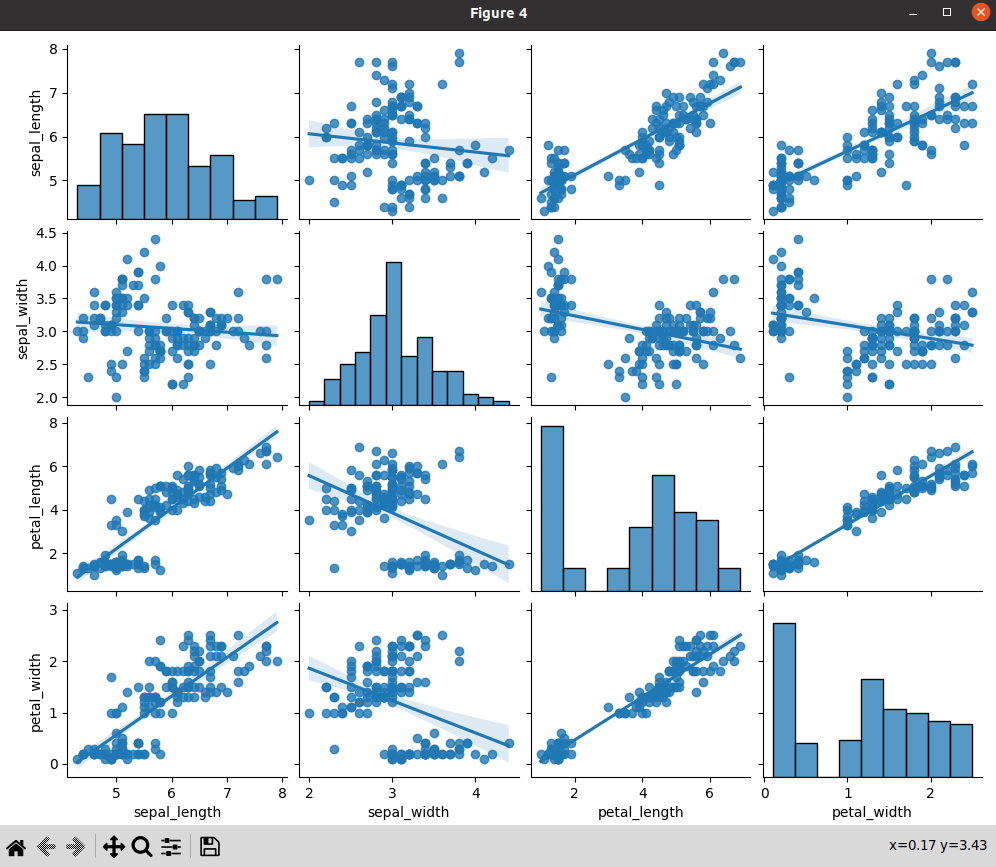 Figure 4
8
7
6
5
sepal_length
4.5
4.0
3.5
3.0
2.5
2.0
sepal_width
8
6
4
2
petal_length
3
2
1
0
petal_width
5 6 7 8
2 3 4
2 4 6
0 1 2
sepal_length
sepal_width
petal_length
petal_width
x=0.17 y=3.43